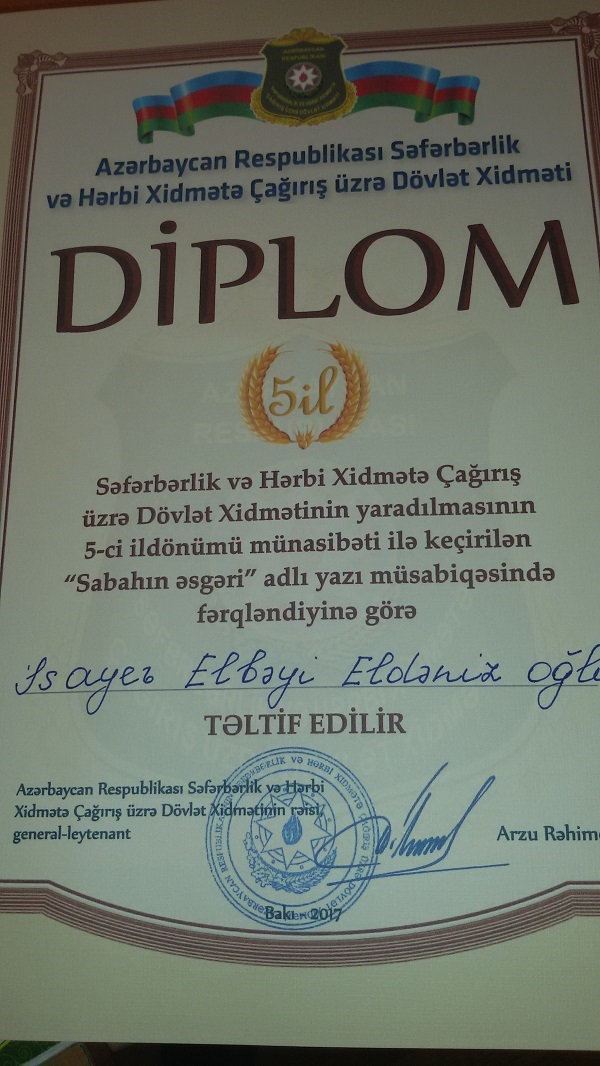 AZƏRBAYCAN
RESPUBLİKASI
Azərbaycan Respublikası Səfərbərlik
və Hərbi Xidmətə Çağırış üzrə Dövlət Xidməti
DİPLOM
5il
Səfərbərlik və Hərbi Xidmətə Çağırış
üzrə Dövlət Xidmətinin yaradılmasının
5-ci ildönümü münasibəti ilə keçirilən
“Sabahın əsgəri” adlı yazı müsabiqəsində
fərqləndiyinə görə
İsayev Elbəyi Eldəniz oğlu
TƏLTİF EDİLİR
Azərbaycan Respublikası Səfərbərlik və Hərbi
Xidmətə Çağırış üzrə Dövlət Xidmətinin rəisi,
general-leytenant
Arzu Rəhim
Bakı - 2017